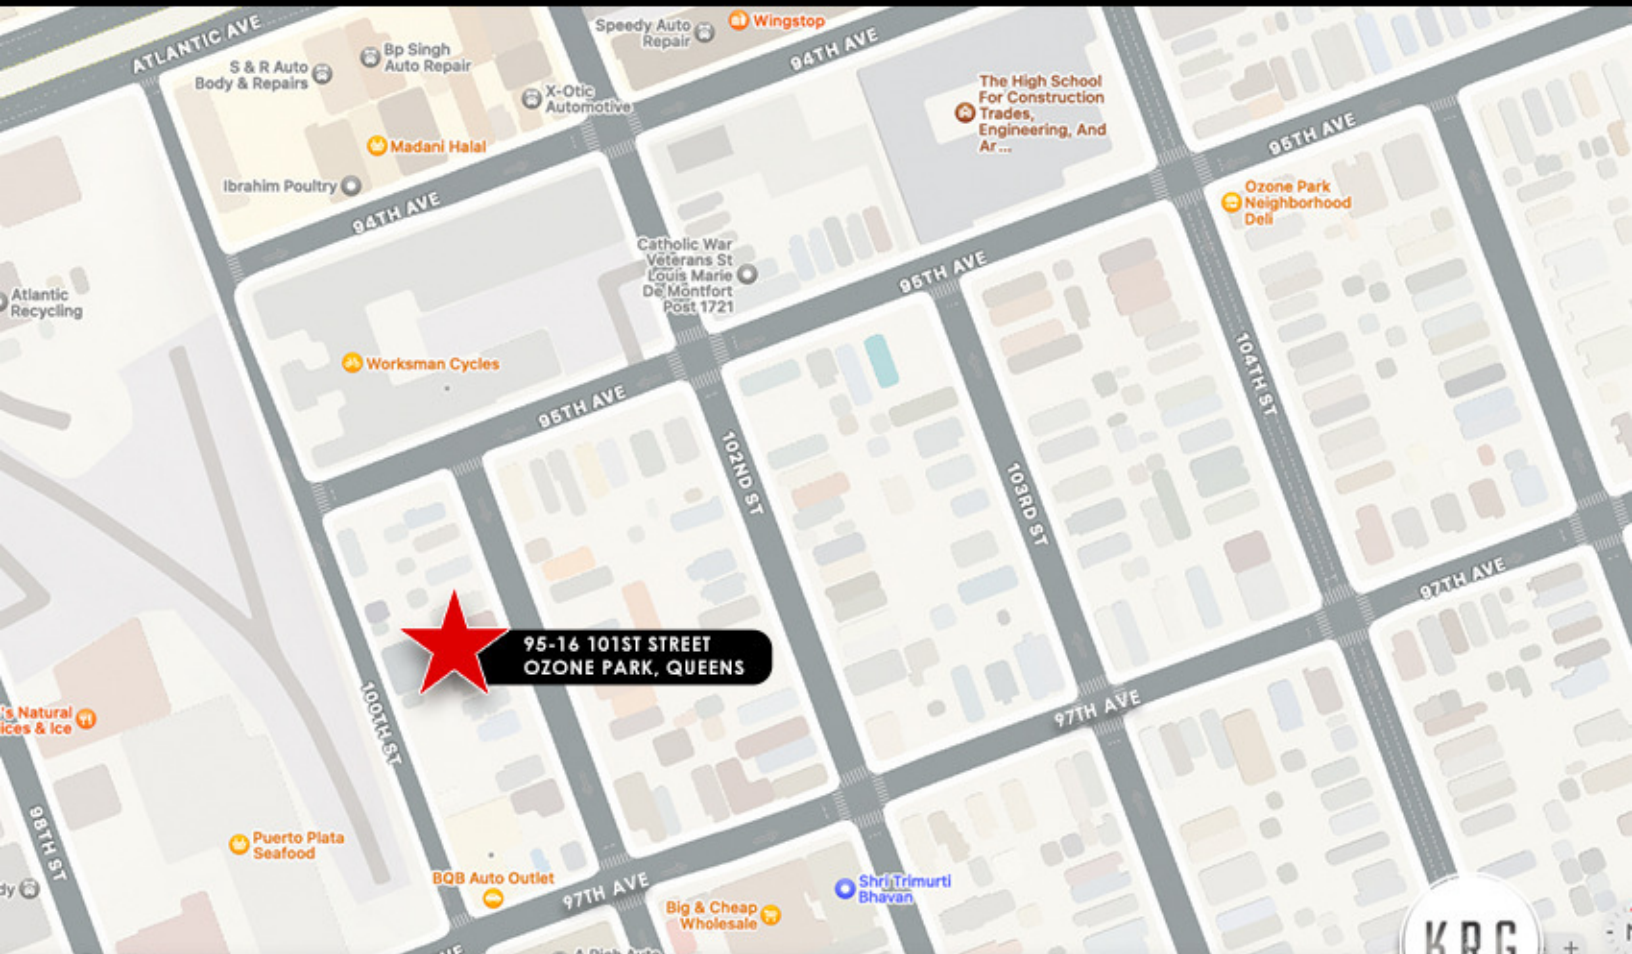 ATLANTIC AVE
Speedy Auto
Repair
Wingstop
94TH AVE
Bp Singh
Auto Repair
S & R Auto
Body & Repairs
X-Otic
Automotive
The High School
For Construction
Trades,
Engineering, And
Ar...
95TH AVE
Madani Halal
Ibrahim Poultry
94TH AVE
Ozone Park
Neighborhood
Deli
Catholic War
Veterans St
Louis Marie
De Montfort
Post 1721
95TH AVE
Atlantic
Recycling
Worksman Cycles
104TH ST
95TH AVE
102ND ST
103RD ST
97TH AVE
95-16 101ST STREET
OZONE PARK, QUEENS
100TH ST
97TH AVE
's Natural
ices & Ice
98TH ST
Puerto Plata
Seafood
BQB Auto Outlet
97TH AVE
Shri Trimurti
Bhavan
Big & Cheap
Wholesale
dy
KRG
+